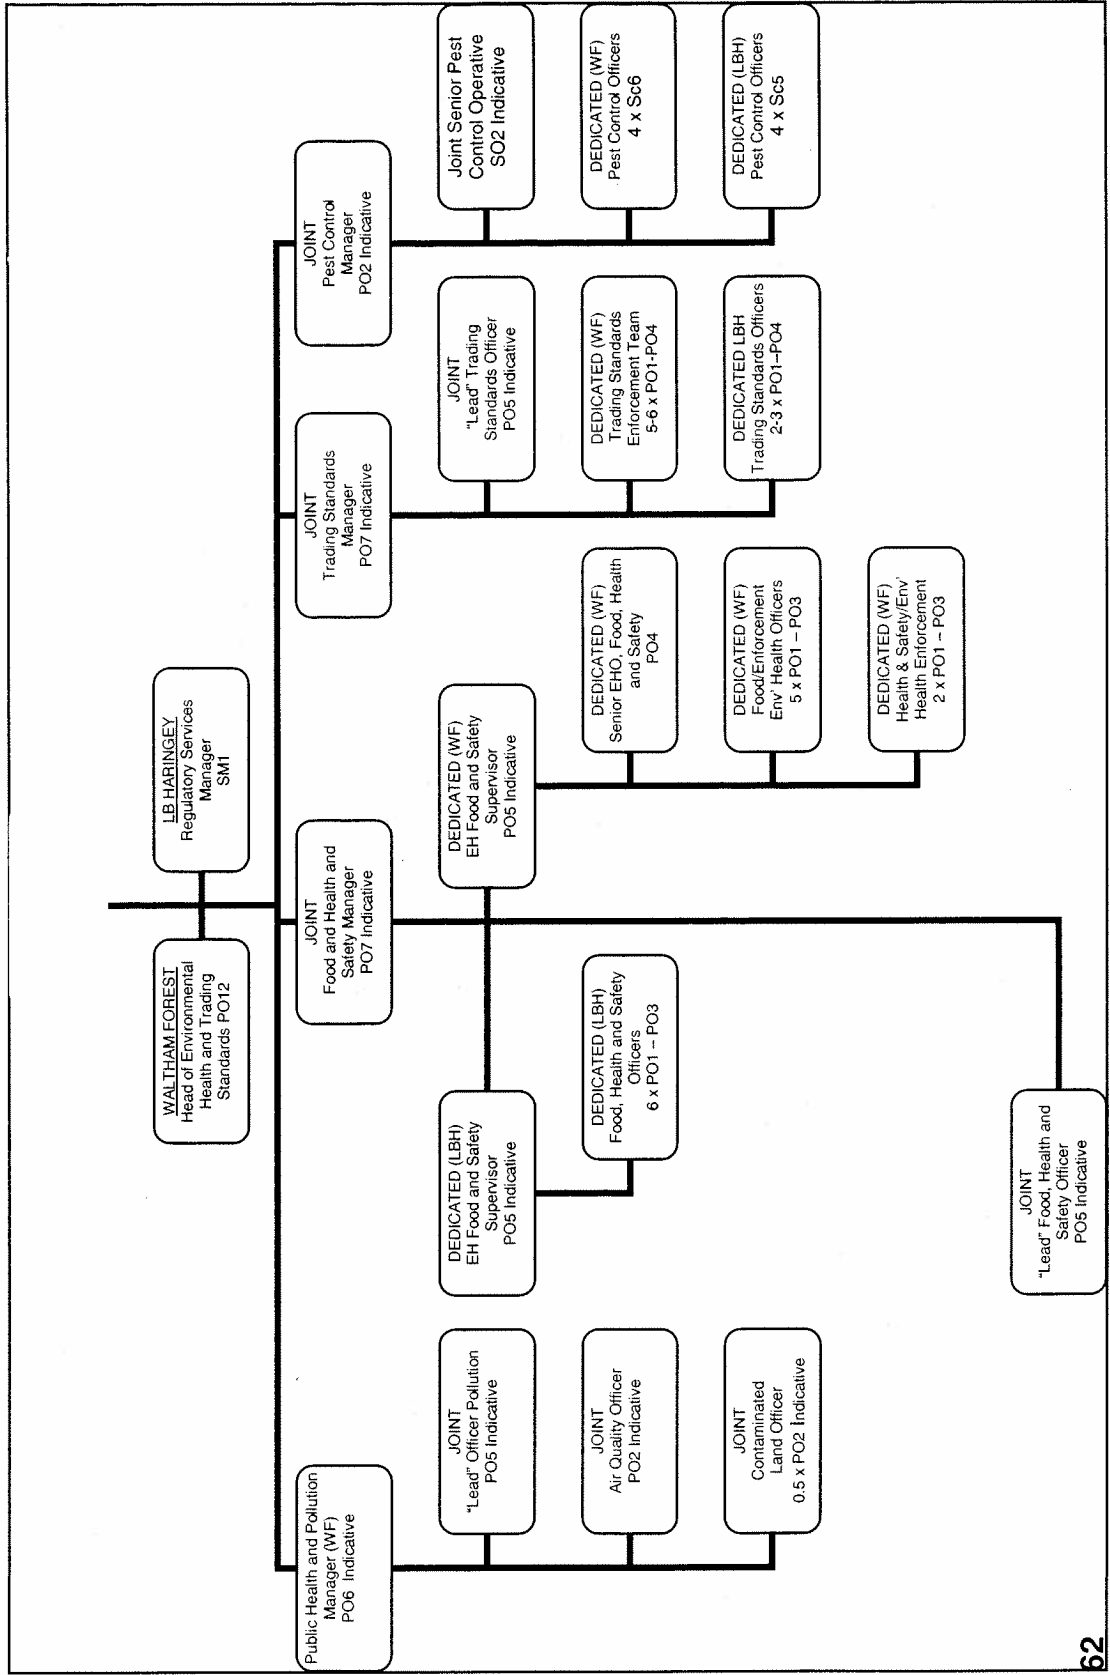 WALTHAM FOREST
Head of Environmental
Health and Trading
Standards PO12
LB HARINGEY
Regulatory Services
Manager
SM1
Public Health and Pollution
Manager (WF)
PO6 Indicative
JOINT
Food and Health and
Safety Manager
PO7 Indicative
JOINT
Trading Standards
Manager
PO7 Indicative
JOINT
Pest Control
Manager
PO2 Indicative
JOINT
"Lead" Officer Pollution
PO5 Indicative
DEDICATED (LBH)
EH Food and Safety
Supervisor
PO5 Indicative
DEDICATED (WF)
EH Food and Safety
Supervisor
PO5 Indicative
JOINT
"Lead" Trading
Standards Officer
PO5 Indicative
Joint Senior Pest
Control Operative
SO2 Indicative
JOINT
Air Quality Officer
PO2 Indicative
DEDICATED (LBH)
Food, Health and Safety
Officers
6 x PO1 – PO3
DEDICATED (WF)
Senior EHO, Food, Health
and Safety
PO4
DEDICATED (WF)
Trading Standards
Enforcement Team
5-6 x PO1-PO4
DEDICATED (WF)
Pest Control Officers
4 x Sc6
JOINT
Contaminated
Land Officer
0.5 x PO2 Indicative
DEDICATED (WF)
Food/Enforcement
Env' Health Officers
5 x PO1 – PO3
DEDICATED LBH
Trading Standards Officers
2-3 x PO1–PO4
DEDICATED (LBH)
Pest Control Officers
4 x Sc5
DEDICATED (WF)
Health & Safety/Env'
Health Enforcement
2 x PO1 – PO3
JOINT
"Lead" Food, Health and
Safety Officer
PO5 Indicative
62